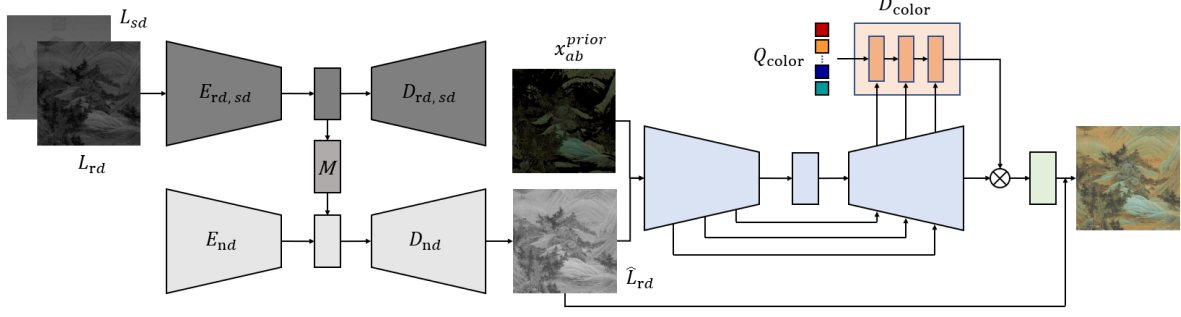 L_sd
L_rd
E_rd, sd
D_rd, sd
M
E_nd
D_nd
x_ab^prior
L̂_rd
Q_color
D_color